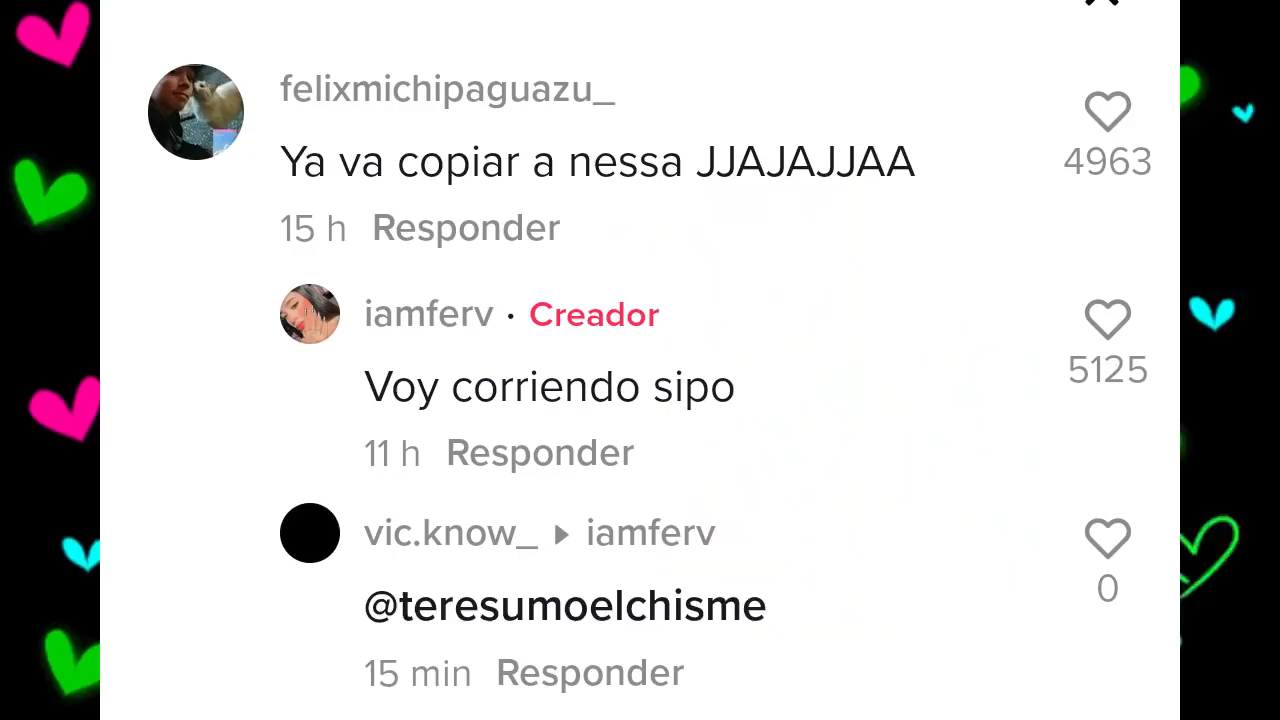 felixmichipaguazu_
Ya va copiar a nessa JJAJAJJAA
4963
15 h Responder
iamferv · Creador
Voy corriendo sipo
5125
11 h Responder
vic.know_ ▸ iamferv
@teresumoelchisme
0
15 min Responder